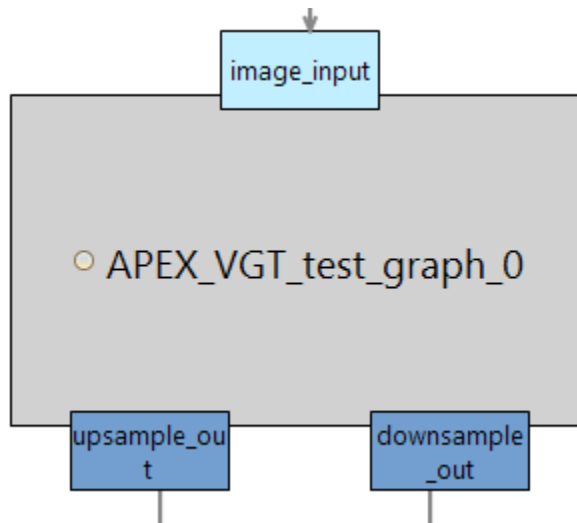 image_input
APEX_VGT_test_graph_0
upsample_ou
t
downsample
_out